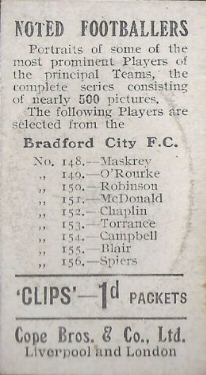 NOTED FOOTBALLERS
Portraits of some of the
most prominent Players of
the principal Teams, the
complete series consisting
of nearly 500 pictures.
The following Players are
selected from the
Bradford City F.C.
No. 148.—Maskrey
„ 149.—O'Rourke
„ 150.—Robinson
„ 151.—McDonald
„ 152.—Chaplin
„ 153.—Torrance
„ 154.—Campbell
„ 155.—Blair
„ 156.—Spiers
'CLIPS'—1d PACKETS
Cope Bros. & Co., Ltd.
Liverpool and London